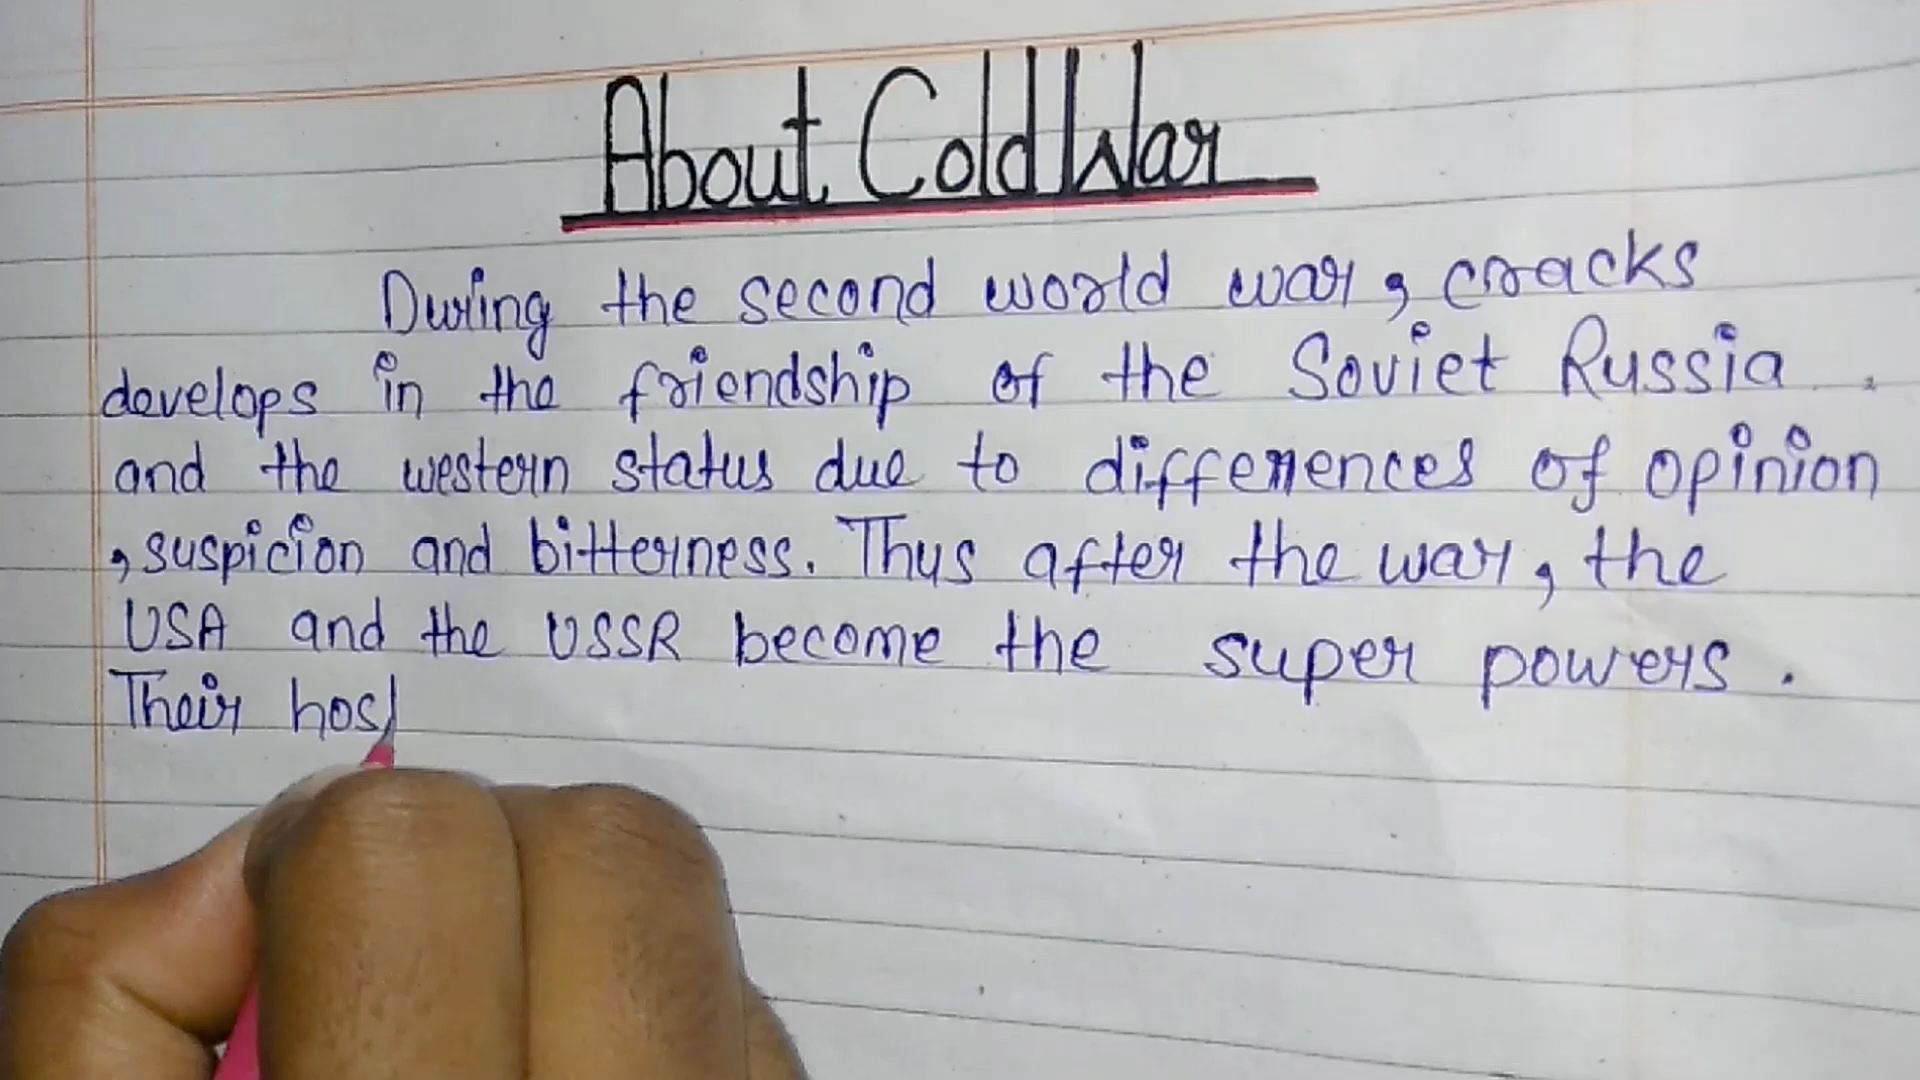 About Cold War
During the second world war, cracks
develops in the friendship of the Soviet Russia
and the western status due to differences of opinion
, suspicion and bitterness. Thus after the war, the
USA and the USSR become the super powers.
Their hos